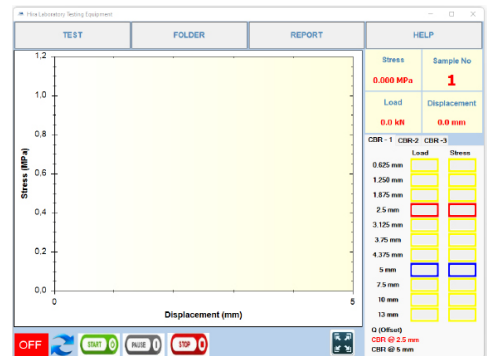 Hira Laboratory Testing Equipment
TEST FOLDER REPORT HELP
Stress Sample No
0.000 MPa 1
Load Displacement
0.0 kN 0.0 mm
CBR - 1 CBR-2 CBR -3
Load Stress
0.625 mm
1.250 mm
1.875 mm
2.5 mm
3.125 mm
3.75 mm
4.375 mm
5 mm
7.5 mm
10 mm
13 mm
Q (Offset)
CBR @ 2.5 mm
CBR @ 5 mm
Stress (MPa)
1,2
1,0
0,8
0,6
0,4
0,2
0,0
0 5
Displacement (mm)
OFF START 0 PAUSE 0 STOP 0